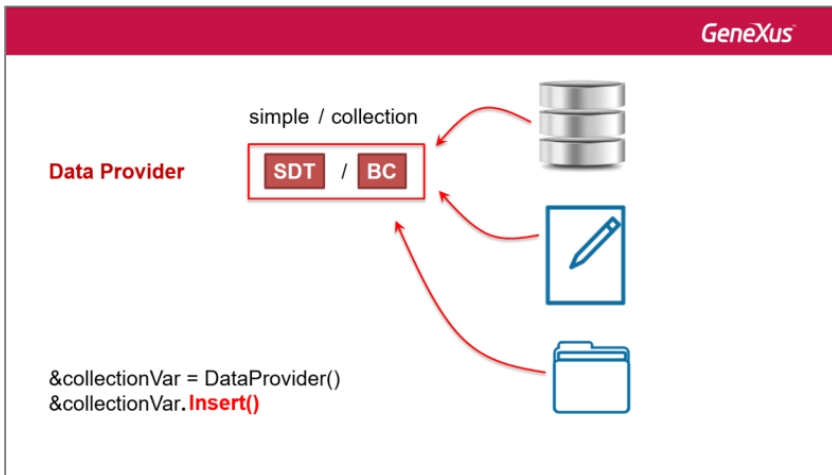 GeneXus
simple / collection
Data Provider
SDT / BC
&collectionVar = DataProvider()
&collectionVar.Insert()